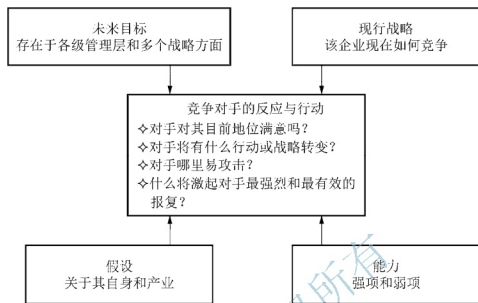 未来目标
存在于各级管理层和多个战略方面
现行战略
该企业现在如何竞争
竞争对手的反应与行动
✧对手对其目前地位满意吗?
✧对手将有什么行动或战略转变?
✧对手哪里易攻击?
✧什么将激起对手最强烈和最有效的
报复?
假设
关于其自身和产业
能力
强项和弱项
所有